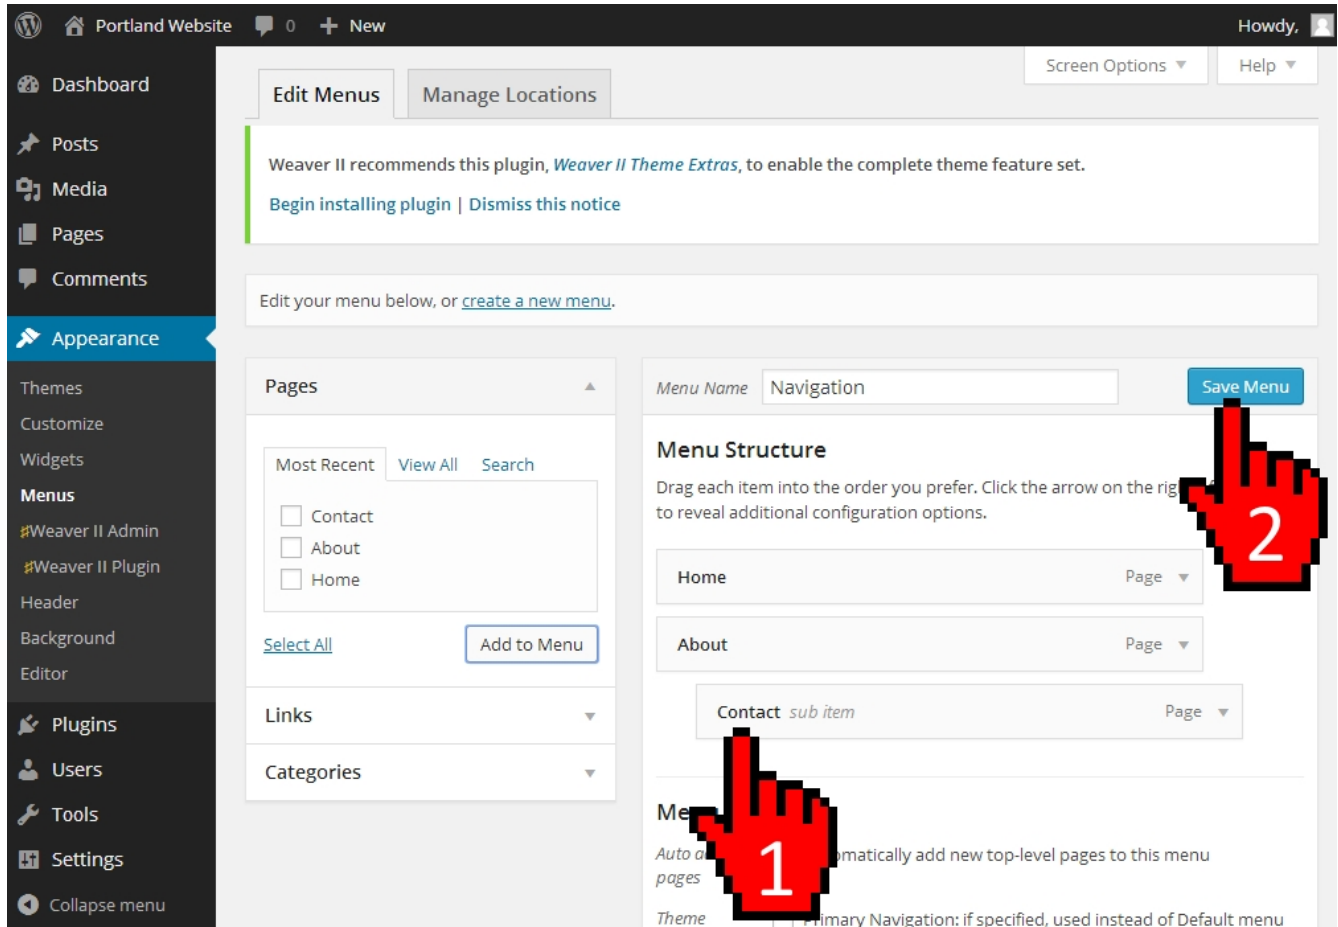 Portland Website 0 New Howdy,
Screen Options Help
Dashboard
Posts
Media
Pages
Comments
Appearance
Themes
Customize
Widgets
Menus
Weaver II Admin
Weaver II Plugin
Header
Background
Editor
Plugins
Users
Tools
Settings
Collapse menu
Edit Menus Manage Locations
Weaver II recommends this plugin, Weaver II Theme Extras, to enable the complete theme feature set.
Begin installing plugin | Dismiss this notice
Edit your menu below, or create a new menu.
Pages
Most Recent View All Search
Contact
About
Home
Select All Add to Menu
Links
Categories
Menu Name Navigation Save Menu
Menu Structure
Drag each item into the order you prefer. Click the arrow on the
to reveal additional configuration options.
2
Home Page
About Page
Contact sub item Page
1
add new top-level pages to this menu
pages
Theme Primary Navigation: if specified, used instead of Default menu